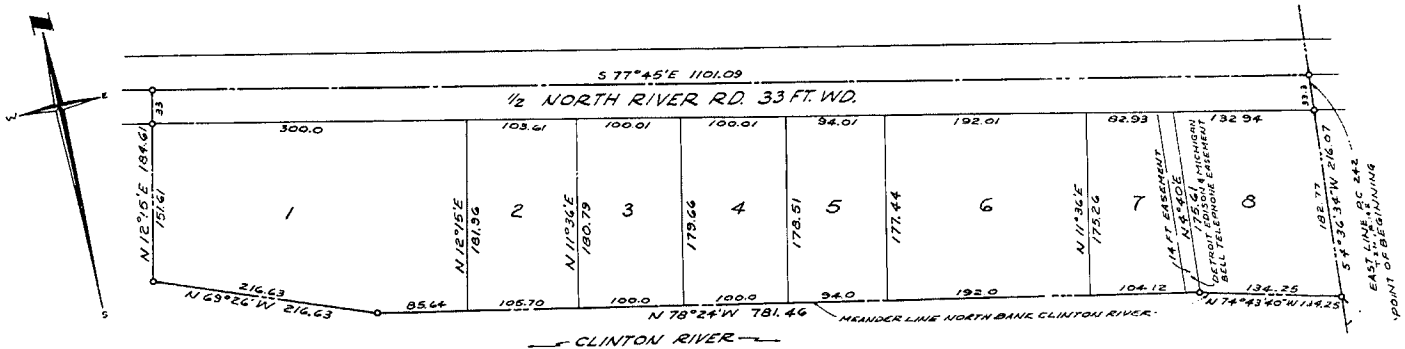 S 77°45'E 1101.09
½ NORTH RIVER RD. 33 FT. WD.
33
33.3
300.0
103.61
100.01
100.01
94.01
192.01
82.93
132.94
N 12°15'E 184.61
151.61
1
N 12°15'E
181.96
2
N 11°36'E
180.79
3
179.66
4
178.51
5
177.44
6
N 11°36'E
175.26
7
14 FT EASEMENT
N 4°40'E
175.61
DETROIT EDISON & MICHIGAN
BELL TELEPHONE EASEMENT
8
182.77
S 4°36'34"W 216.07
EAST LINE P.C. 242
POINT OF BEGINNING
W
E
S
216.63
N 69°26'W 216.63
85.64
105.70
100.0
100.0
94.0
192.0
104.12
134.25
N 78°24'W 781.46
MEANDER LINE NORTH BANK CLINTON RIVER.
N 74°43'40"W 134.25
CLINTON RIVER